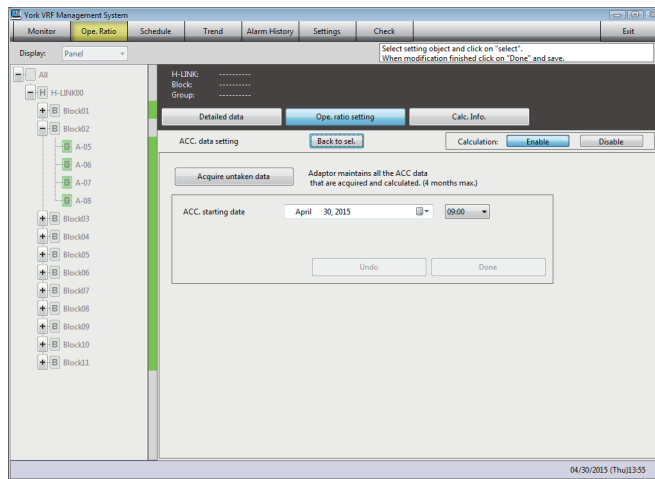 York VRF Management System
Monitor Ope. Ratio Schedule Trend Alarm History Settings Check Exit
Display: Panel
Select setting object and click on "select".
When modification finished click on "Done" and save.
All
H H-LINK00
B Block01
B Block02
G A-05
G A-06
G A-07
G A-08
B Block03
B Block04
B Block05
B Block06
B Block07
B Block08
B Block09
B Block10
B Block11
H-LINK: ----------
Block: ----------
Group: ----------
Detailed data Ope. ratio setting Calc. Info.
ACC. data setting Back to sel. Calculation: Enable Disable
Acquire untaken data
Adaptor maintains all the ACC data
that are acquired and calculated. (4 months max.)
ACC. starting date April 30, 2015 09:00
Undo Done
04/30/2015 (Thu)13:55